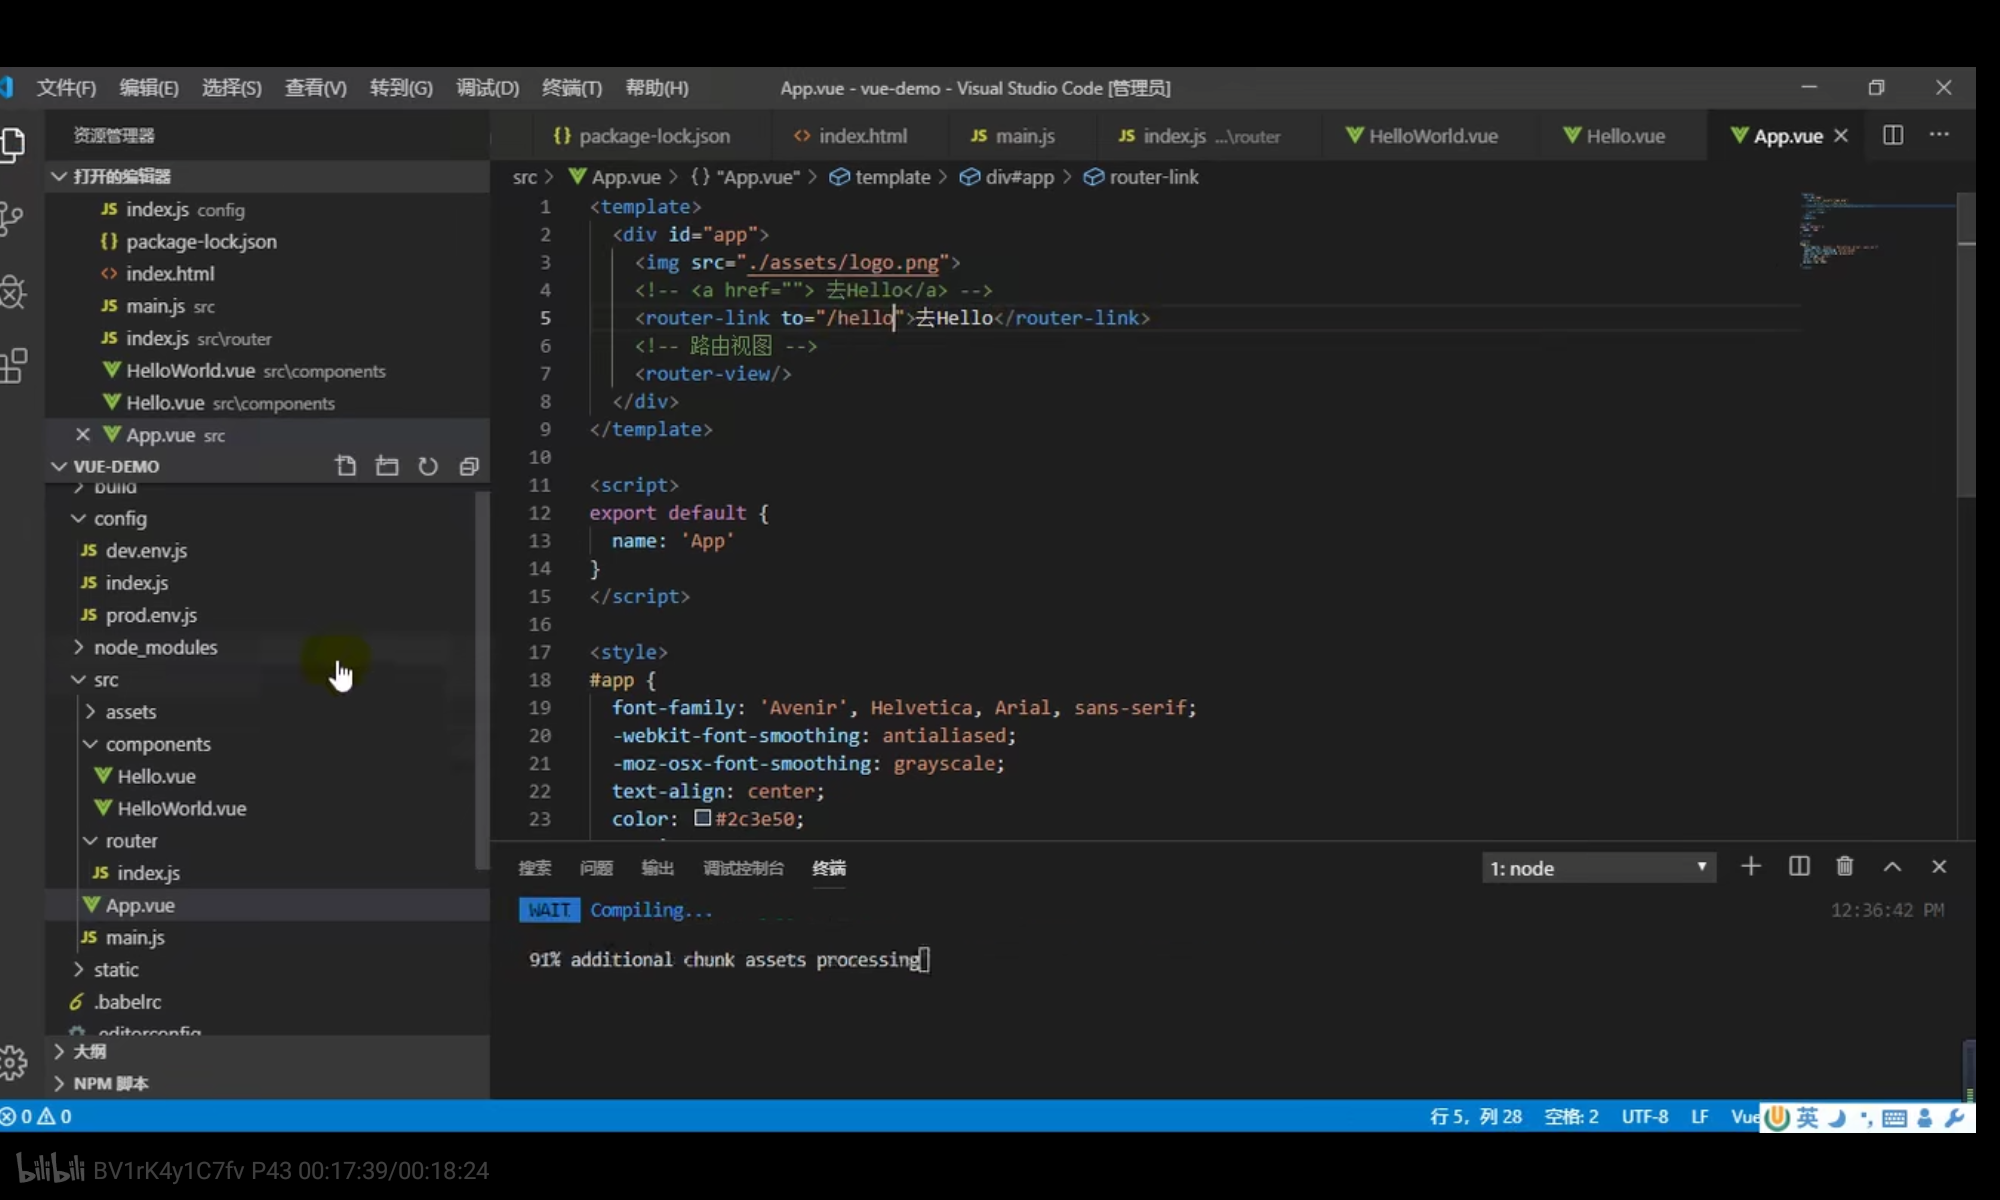 文件(F) 编辑(E) 选择(S) 查看(V) 转到(G) 调试(D) 终端(T) 帮助(H) App.vue - vue-demo - Visual Studio Code [管理员]
资源管理器
package-lock.json index.html JS main.js JS index.js ...\router HelloWorld.vue Hello.vue App.vue
打开的编辑器
JS index.js config
{} package-lock.json
<> index.html
JS main.js src
JS index.js src\router
HelloWorld.vue src\components
Hello.vue src\components
App.vue src
VUE-DEMO
build
config
JS dev.env.js
JS index.js
JS prod.env.js
node_modules
src
assets
components
Hello.vue
HelloWorld.vue
router
JS index.js
App.vue
JS main.js
static
.babelrc
.editorconfig
大纲
NPM 脚本
src > App.vue > {} "App.vue" > template > div#app > router-link
1 <template>
2 <div id="app">
3 <img src="./assets/logo.png">
4 <!-- <a href=""> 去Hello</a> -->
5 <router-link to="/hello">去Hello</router-link>
6 <!-- 路由视图 -->
7 <router-view/>
8 </div>
9 </template>
10
11 <script>
12 export default {
13 name: 'App'
14 }
15 </script>
16
17 <style>
18 #app {
19 font-family: 'Avenir', Helvetica, Arial, sans-serif;
20 -webkit-font-smoothing: antialiased;
21 -moz-osx-font-smoothing: grayscale;
22 text-align: center;
23 color: #2c3e50;
搜索 问题 输出 调试控制台 终端 1: node
WAIT Compiling... 12:36:42 PM
91% additional chunk assets processing
0 0 行 5，列 28 空格: 2 UTF-8 LF Vue 英
bilibili BV1rK4y1C7fv P43 00:17:39/00:18:24